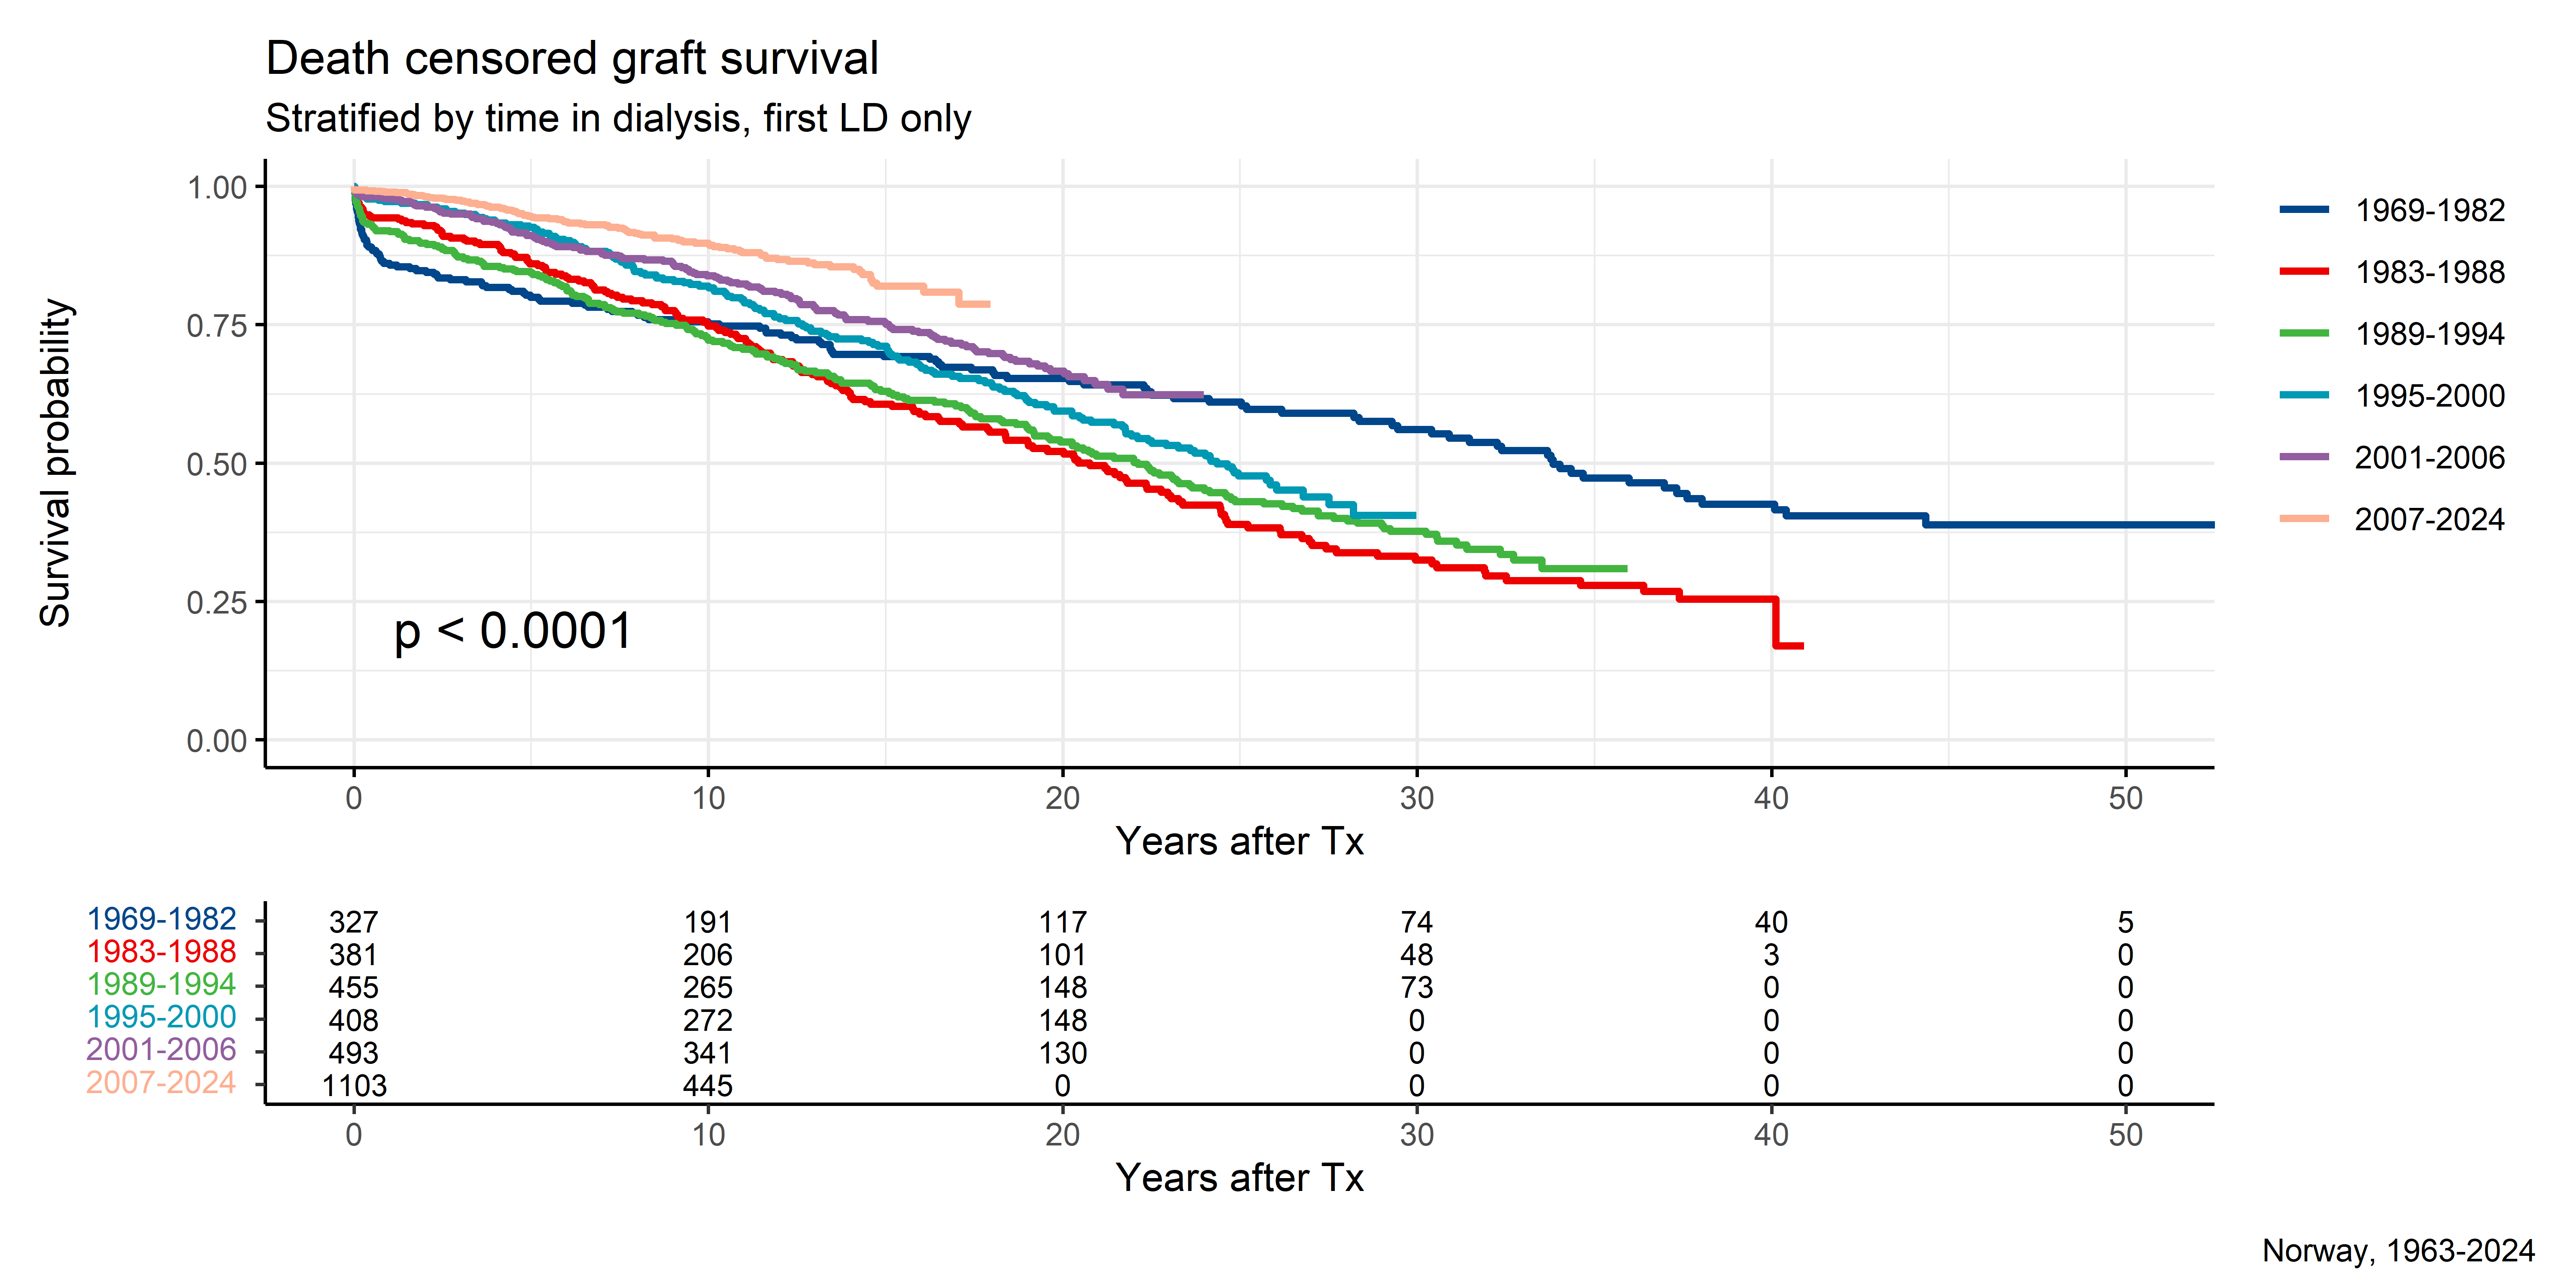 Death censored graft survival
Stratified by time in dialysis, first LD only
Survival probability
1.00
0.75
0.50
0.25
0.00
p < 0.0001
0 10 20 30 40 50
Years after Tx
1969-1982
1983-1988
1989-1994
1995-2000
2001-2006
2007-2024
1969-1982 327 191 117 74 40 5
1983-1988 381 206 101 48 3 0
1989-1994 455 265 148 73 0 0
1995-2000 408 272 148 0 0 0
2001-2006 493 341 130 0 0 0
2007-2024 1103 445 0 0 0 0
0 10 20 30 40 50
Years after Tx
Norway, 1963-2024